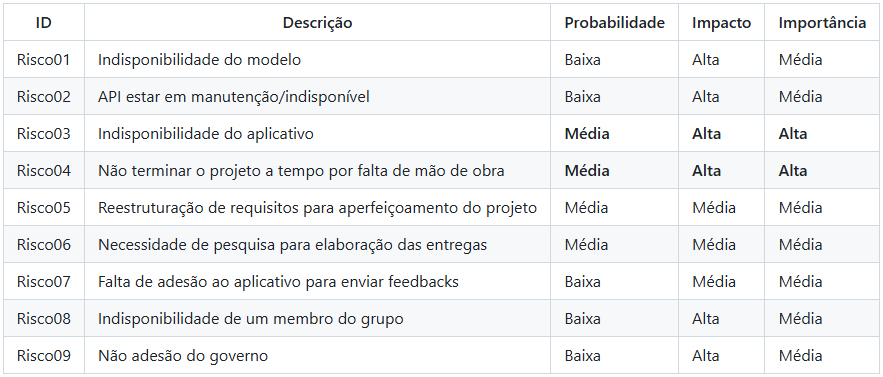 ID Descrição Probabilidade Impacto Importância
Risco01 Indisponibilidade do modelo Baixa Alta Média
Risco02 API estar em manutenção/indisponível Baixa Alta Média
Risco03 Indisponibilidade do aplicativo Média Alta Alta
Risco04 Não terminar o projeto a tempo por falta de mão de obra Média Alta Alta
Risco05 Reestruturação de requisitos para aperfeiçoamento do projeto Média Média Média
Risco06 Necessidade de pesquisa para elaboração das entregas Média Média Média
Risco07 Falta de adesão ao aplicativo para enviar feedbacks Baixa Média Média
Risco08 Indisponibilidade de um membro do grupo Baixa Alta Média
Risco09 Não adesão do governo Baixa Alta Média